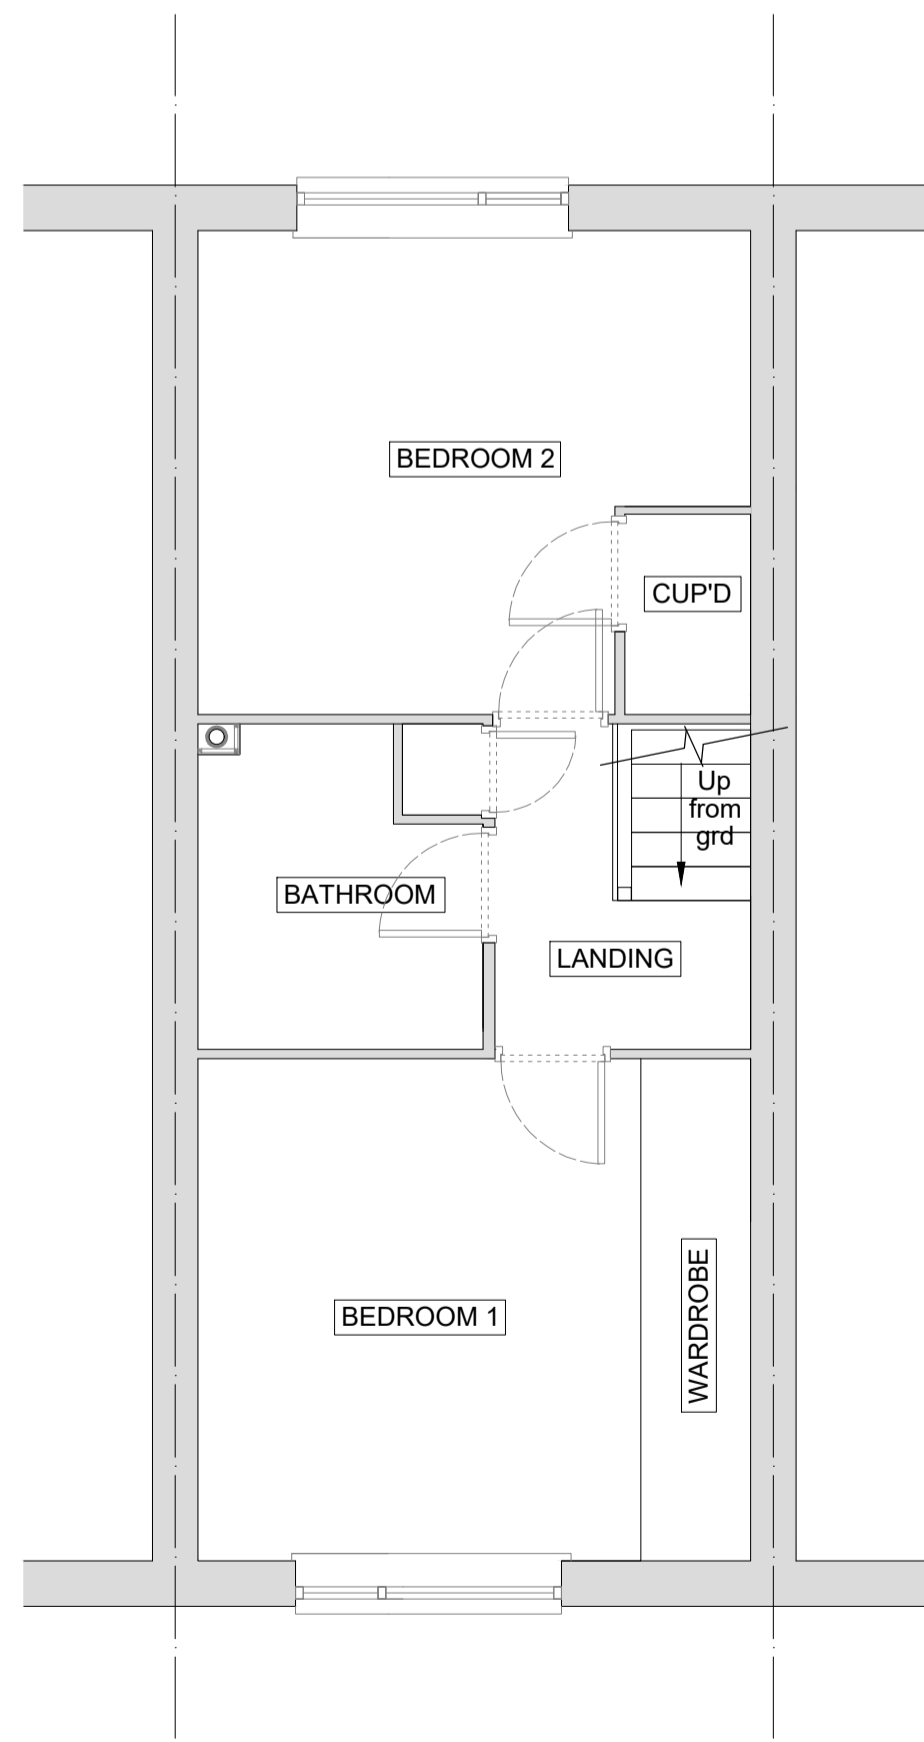 BEDROOM 2
CUP'D
Up
from
grd
BATHROOM
LANDING
BEDROOM 1
WARDROBE